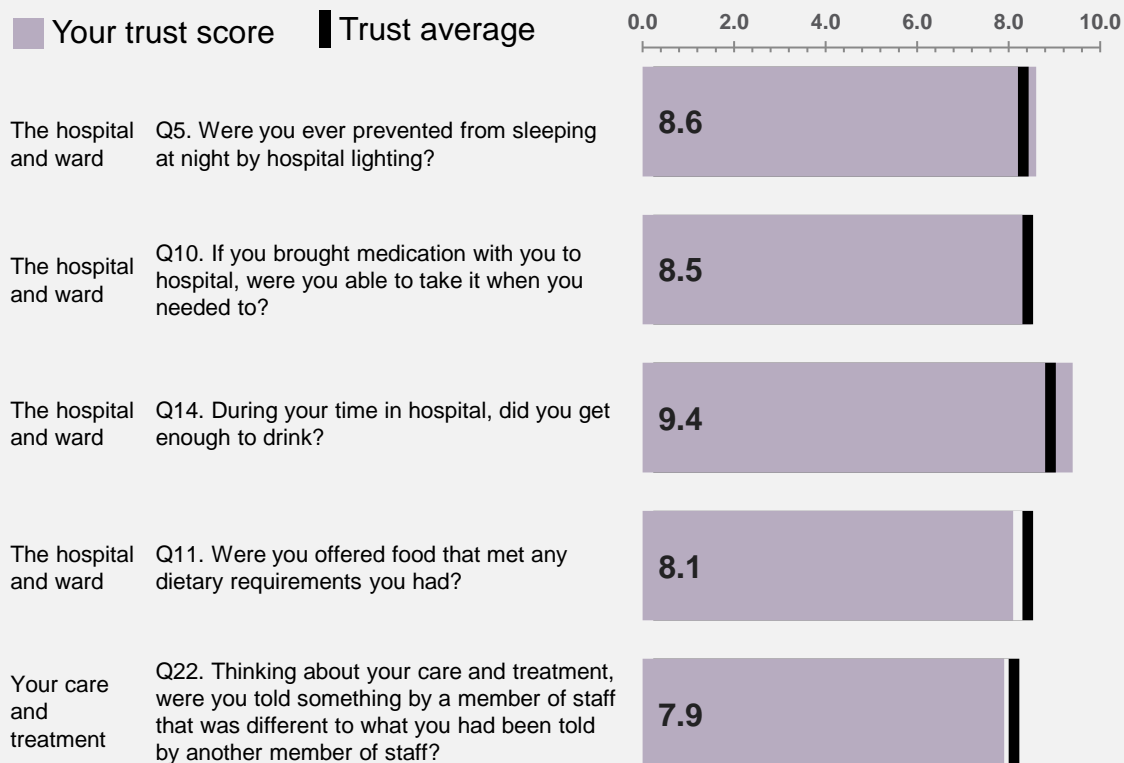 Your trust score
Trust average
0.0 2.0 4.0 6.0 8.0 10.0
The hospital
and ward
Q5. Were you ever prevented from sleeping
at night by hospital lighting?
8.6
The hospital
and ward
Q10. If you brought medication with you to
hospital, were you able to take it when you
needed to?
8.5
The hospital
and ward
Q14. During your time in hospital, did you get
enough to drink?
9.4
The hospital
and ward
Q11. Were you offered food that met any
dietary requirements you had?
8.1
Your care
and
treatment
Q22. Thinking about your care and treatment,
were you told something by a member of staff
that was different to what you had been told
by another member of staff?
7.9